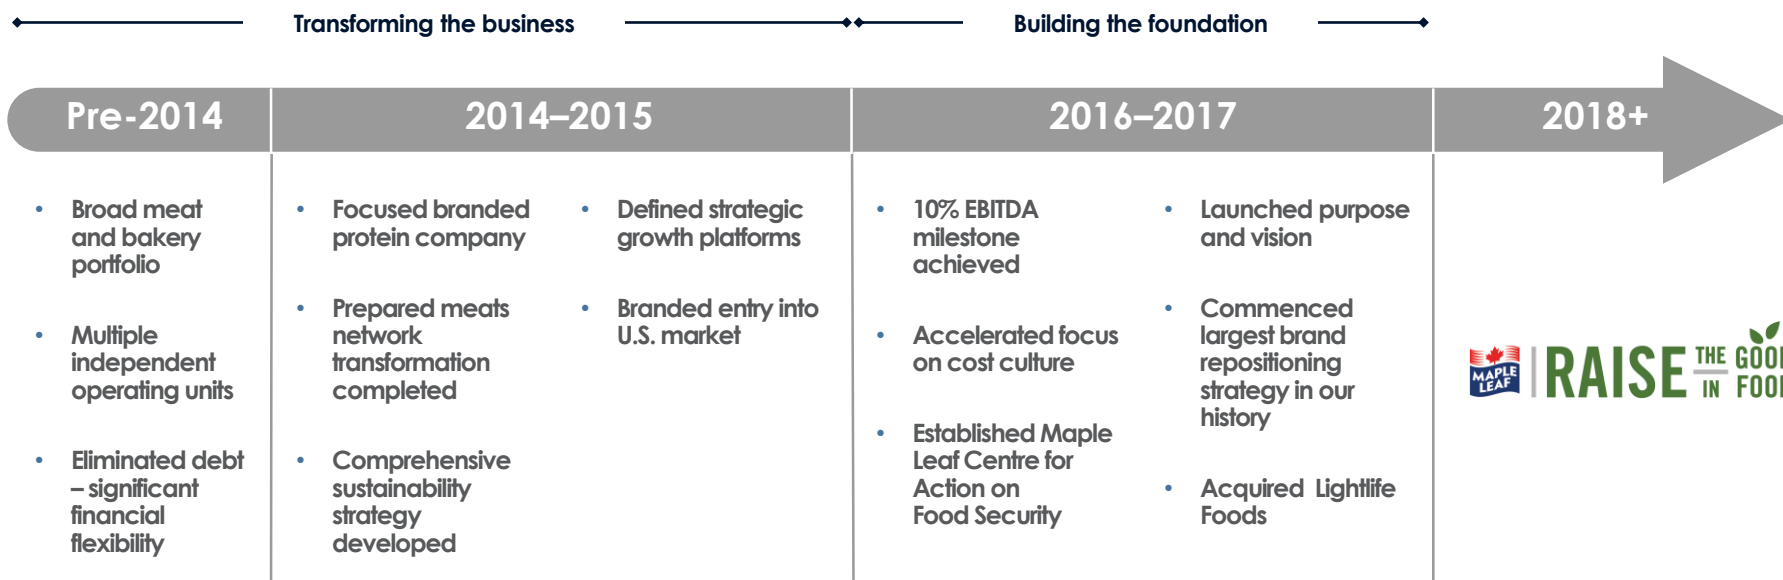 Transforming the business
Building the foundation
Pre-2014
2014–2015
2016–2017
2018+
• Broad meat
and bakery
portfolio
• Multiple
independent
operating units
• Eliminated debt
– significant
financial
flexibility
• Focused branded
protein company
• Prepared meats
network
transformation
completed
• Comprehensive
sustainability
strategy
developed
• Defined strategic
growth platforms
• Branded entry into
U.S. market
• 10% EBITDA
milestone
achieved
• Accelerated focus
on cost culture
• Established Maple
Leaf Centre for
Action on
Food Security
• Launched purpose
and vision
• Commenced
largest brand
repositioning
strategy in our
history
• Acquired Lightlife
Foods
MAPLE
LEAF
RAISE
THE GOOD
IN FOOD